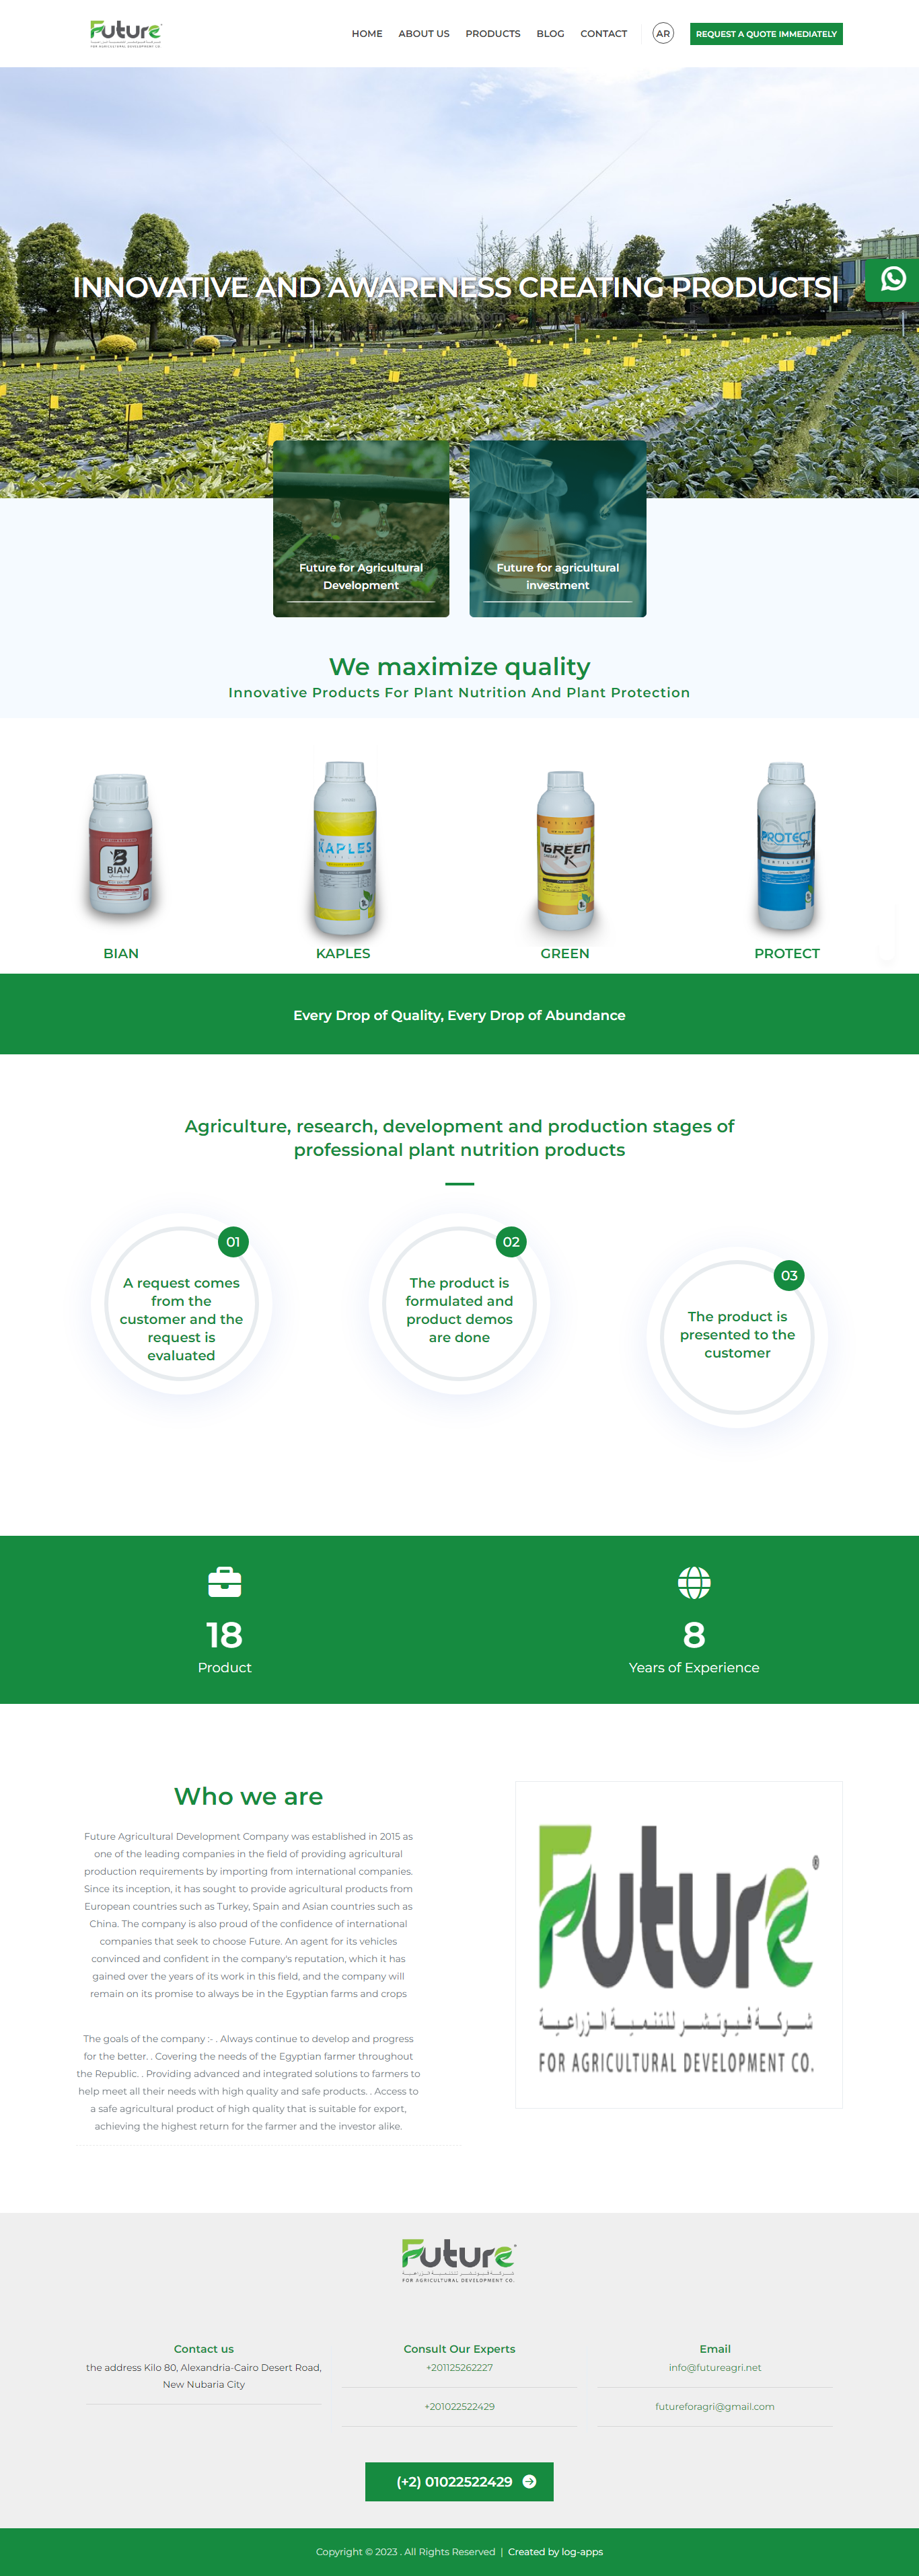 Future
شركة فيوتشر للتنمية الزراعية
FOR AGRICULTURAL DEVELOPMENT CO.
HOME
ABOUT US
PRODUCTS
BLOG
CONTACT
AR
REQUEST A QUOTE IMMEDIATELY
INNOVATIVE AND AWARENESS CREATING PRODUCTS|
Future for Agricultural
Development
Future for agricultural
investment
We maximize quality
Innovative Products For Plant Nutrition And Plant Protection
B
BIAN
KAPLES
GREEN
K
PROTECT
BIAN
KAPLES
GREEN
PROTECT
Every Drop of Quality, Every Drop of Abundance
Agriculture, research, development and production stages of
professional plant nutrition products
01
A request comes
from the
customer and the
request is
evaluated
02
The product is
formulated and
product demos
are done
03
The product is
presented to the
customer
18
Product
8
Years of Experience
Who we are
Future Agricultural Development Company was established in 2015 as
one of the leading companies in the field of providing agricultural
production requirements by importing from international companies.
Since its inception, it has sought to provide agricultural products from
European countries such as Turkey, Spain and Asian countries such as
China. The company is also proud of the confidence of international
companies that seek to choose Future. An agent for its vehicles
convinced and confident in the company's reputation, which it has
gained over the years of its work in this field, and the company will
remain on its promise to always be in the Egyptian farms and crops
The goals of the company :- . Always continue to develop and progress
for the better. . Covering the needs of the Egyptian farmer throughout
the Republic. . Providing advanced and integrated solutions to farmers to
help meet all their needs with high quality and safe products. . Access to
a safe agricultural product of high quality that is suitable for export,
achieving the highest return for the farmer and the investor alike.
Future®
شركة فيوتشر للتنمية الزراعية
FOR AGRICULTURAL DEVELOPMENT CO.
Future
شركة فيوتشر للتنمية الزراعية
FOR AGRICULTURAL DEVELOPMENT CO.
Contact us
the address Kilo 80, Alexandria-Cairo Desert Road,
New Nubaria City
Consult Our Experts
+201125262227
+201022522429
Email
info@futureagri.net
futureforagri@gmail.com
(+2) 01022522429
Copyright © 2023 . All Rights Reserved | Created by log-apps